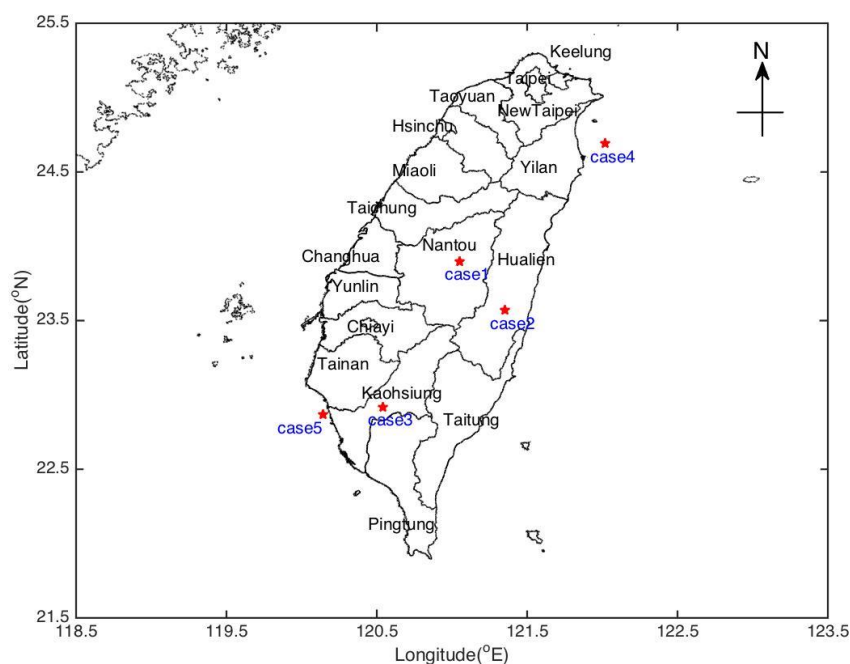 25.5
Keelung
N
Taipei
Taoyuan
NewTaipei
Hsinchu
case4
24.5
Miaoli
Yilan
Taichung
Nantou
Changhua
Hualien
case1
Yunlin
23.5
Chiayi
case2
Tainan
Kaohsiung
case5
case3
Taitung
22.5
Pingtung
21.5
118.5
119.5
120.5
121.5
122.5
123.5
Latitude(°N)
Longitude(°E)